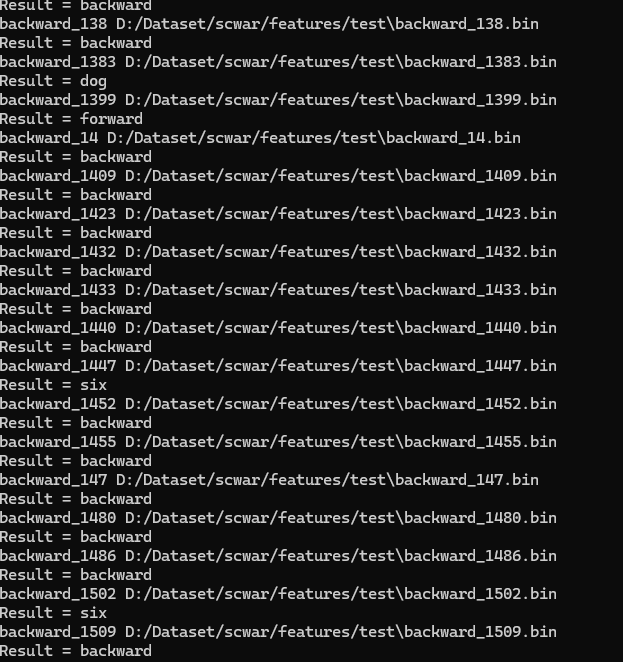 Result = backward
backward_138 D:/Dataset/scwar/features/test\backward_138.bin
Result = backward
backward_1383 D:/Dataset/scwar/features/test\backward_1383.bin
Result = dog
backward_1399 D:/Dataset/scwar/features/test\backward_1399.bin
Result = forward
backward_14 D:/Dataset/scwar/features/test\backward_14.bin
Result = backward
backward_1409 D:/Dataset/scwar/features/test\backward_1409.bin
Result = backward
backward_1423 D:/Dataset/scwar/features/test\backward_1423.bin
Result = backward
backward_1432 D:/Dataset/scwar/features/test\backward_1432.bin
Result = backward
backward_1433 D:/Dataset/scwar/features/test\backward_1433.bin
Result = backward
backward_1440 D:/Dataset/scwar/features/test\backward_1440.bin
Result = backward
backward_1447 D:/Dataset/scwar/features/test\backward_1447.bin
Result = six
backward_1452 D:/Dataset/scwar/features/test\backward_1452.bin
Result = backward
backward_1455 D:/Dataset/scwar/features/test\backward_1455.bin
Result = backward
backward_147 D:/Dataset/scwar/features/test\backward_147.bin
Result = backward
backward_1480 D:/Dataset/scwar/features/test\backward_1480.bin
Result = backward
backward_1486 D:/Dataset/scwar/features/test\backward_1486.bin
Result = backward
backward_1502 D:/Dataset/scwar/features/test\backward_1502.bin
Result = six
backward_1509 D:/Dataset/scwar/features/test\backward_1509.bin
Result = backward